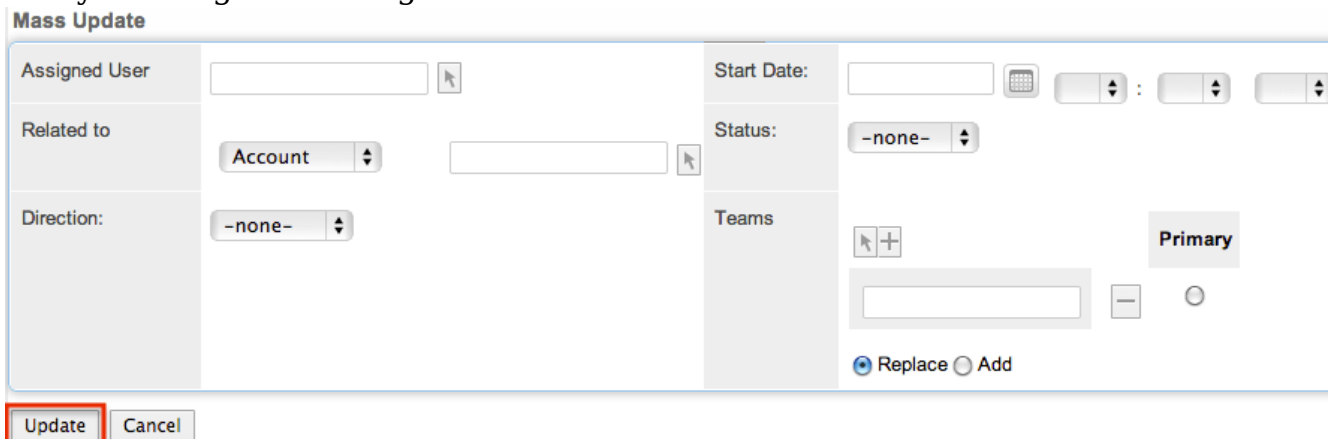 Mass Update
Assigned User
Start Date:
:
Related to
Account
Status:
-none-
Direction:
-none-
Teams
Primary
Replace Add
Update Cancel